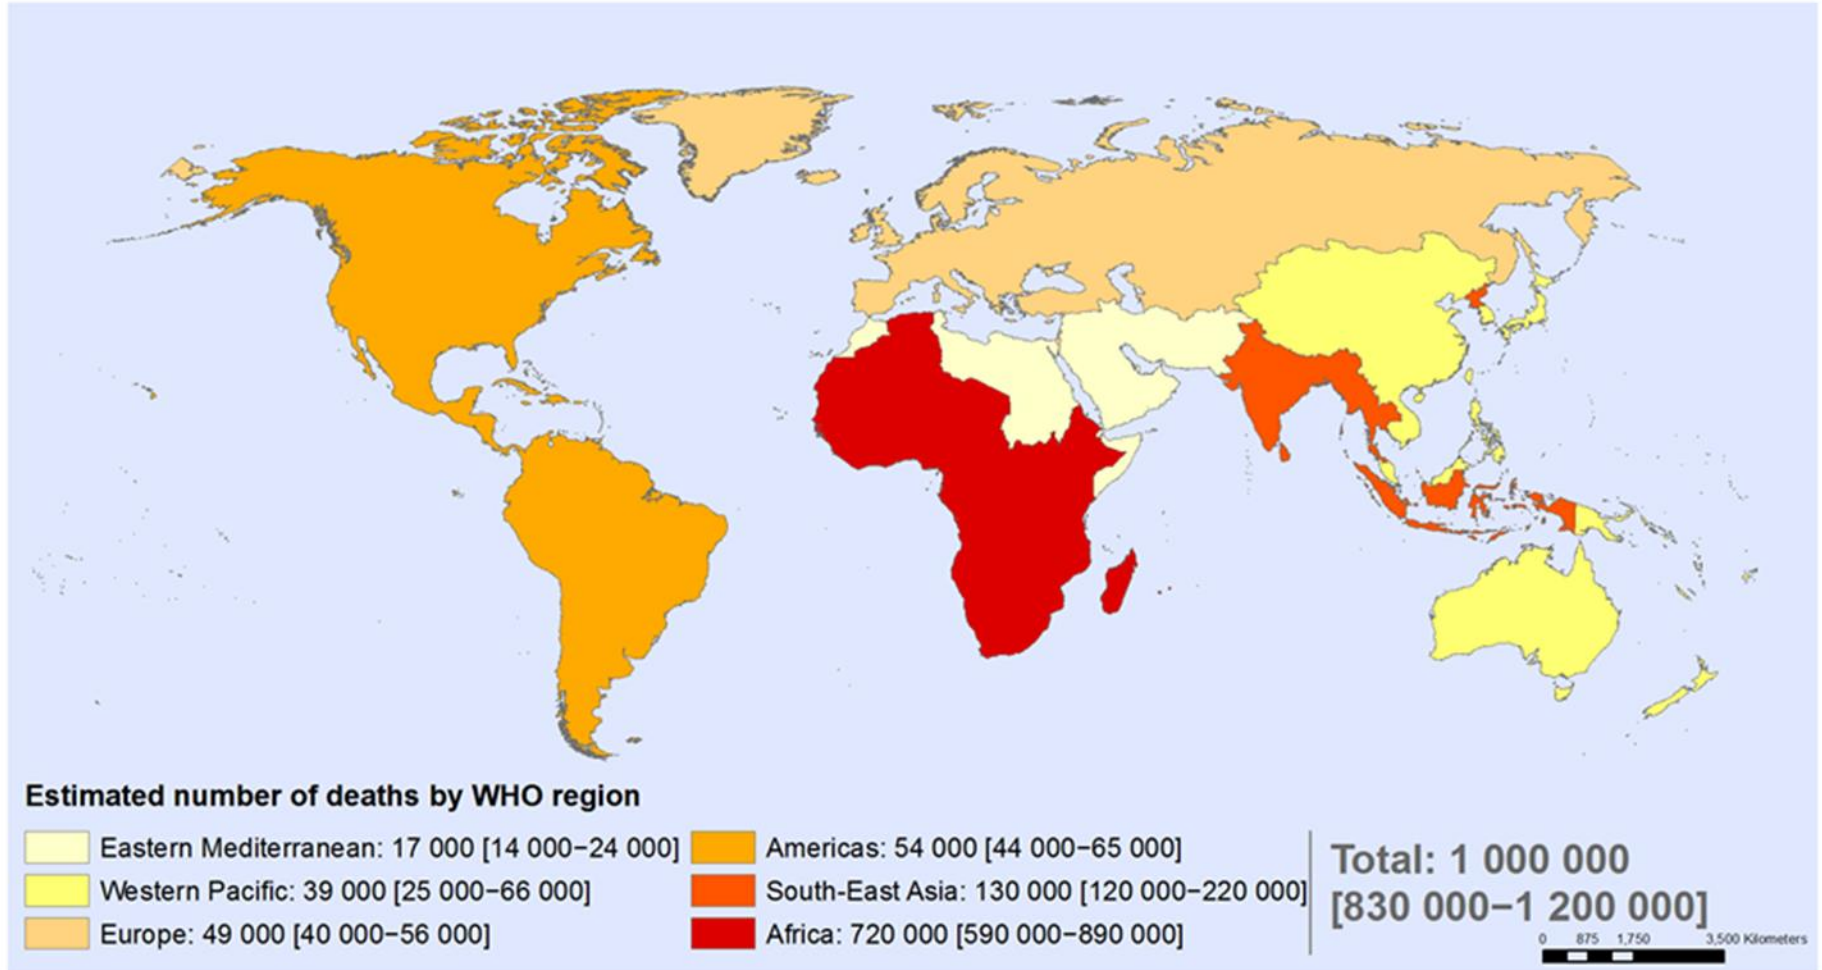 Estimated number of deaths by WHO region
Eastern Mediterranean: 17 000 [14 000−24 000]
Western Pacific: 39 000 [25 000−66 000]
Europe: 49 000 [40 000−56 000]
Americas: 54 000 [44 000−65 000]
South-East Asia: 130 000 [120 000−220 000]
Africa: 720 000 [590 000−890 000]
Total: 1 000 000
[830 000−1 200 000]
0 875 1,750 3,500 Kilometers